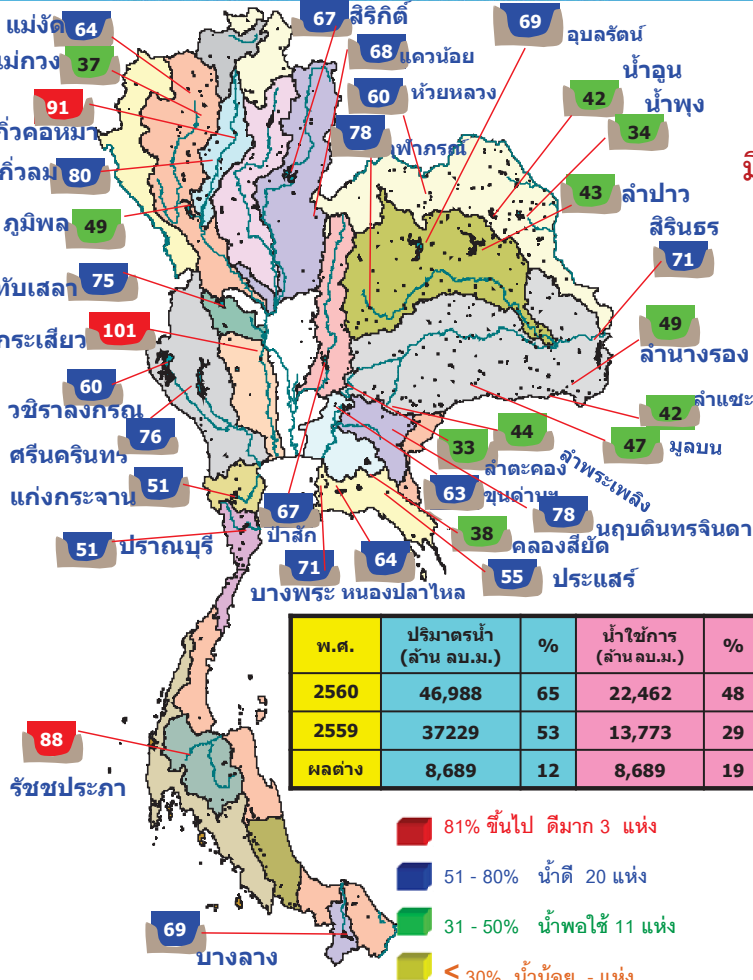 แม่งัด 64
67 สิริกิติ์
69 อุบลรัตน์
แม่กวง 37
68 แควน้อย
60 ห้วยหลวง
น้ำอูน 42
น้ำพุง 34
91 กิ่วคอหมา
78 ฬาภรณ์
กิ่วลม 80
43 ลำปาว
ภูมิพล 49
สิรินธร 71
ทับเสลา 75
กระเสียว 101
49 ลำนางรอง
60 วชิราลงกรณ
76 ศรีนครินทร์
42 ลำแชะ
47 มูลบน
44
33 ลำตะคอง
ลำพระเพลิง
63 ขุนด่านฯ
แก่งกระจาน 51
67 ป่าสัก
78 นฤบดินทรจินดา
38 คลองสียัด
51 ปราณบุรี
71 บางพระ
64 หนองปลาไหล
55 ประแสร์
พ.ศ. ปริมาตรน้ำ (ล้าน ลบ.ม.) % น้ำใช้การ (ล้าน ลบ.ม.) %
2560 46,988 65 22,462 48
2559 37229 53 13,773 29
ผลต่าง 8,689 12 8,689 19
88 รัชชประภา
81% ขึ้นไป ดีมาก 3 แห่ง
51 - 80% น้ำดี 20 แห่ง
31 - 50% น้ำพอใช้ 11 แห่ง
< 30% น้ำน้อย - แห่ง
69 บางลาง